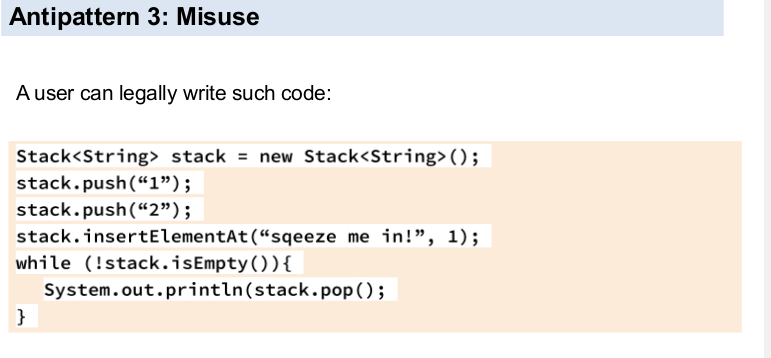 Antipattern 3: Misuse
A user can legally write such code:
Stack<String> stack = new Stack<String>();
stack.push(“1”);
stack.push(“2”);
stack.insertElementAt(“sqeeze me in!”, 1);
while (!stack.isEmpty()){
System.out.println(stack.pop();
}